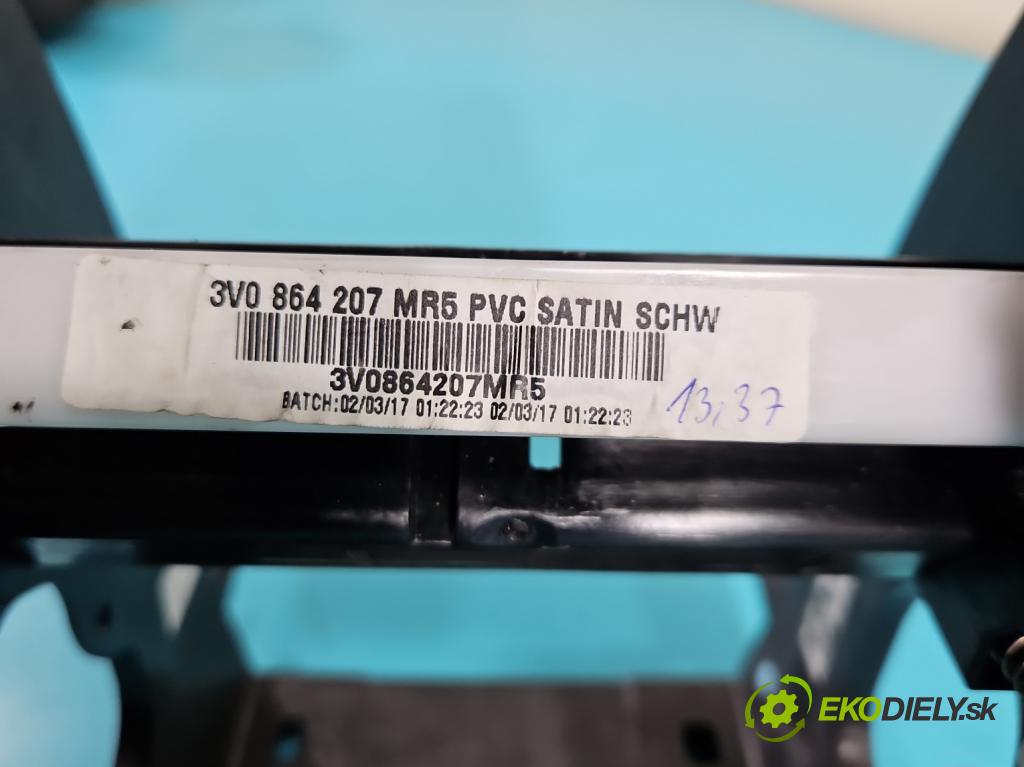 3V0 864 207 MR5 PVC SATIN SCHW
3V0864207MR5
BATCH:02/03/17 01:22:23 02/03/17 01:22:23
13,37
EKODIELY.sk